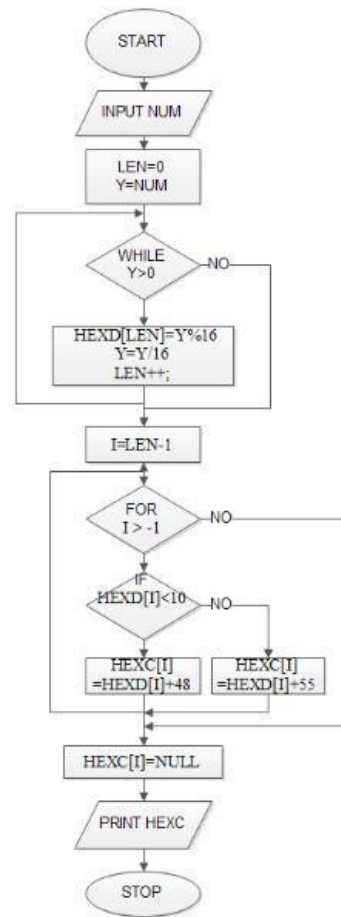 START
INPUT NUM
LEN=0
Y=NUM
WHILE
Y>0
NO
HEXD[LEN]=Y%16
Y=Y/16
LEN++;
I=LEN-1
FOR
I > -1
NO
IF
HEXD[I]<10
NO
HEXC[I]
=HEXD[I]+48
HEXC[I]
=HEXD[I]+55
HEXC[I]=NULL
PRINT HEXC
STOP